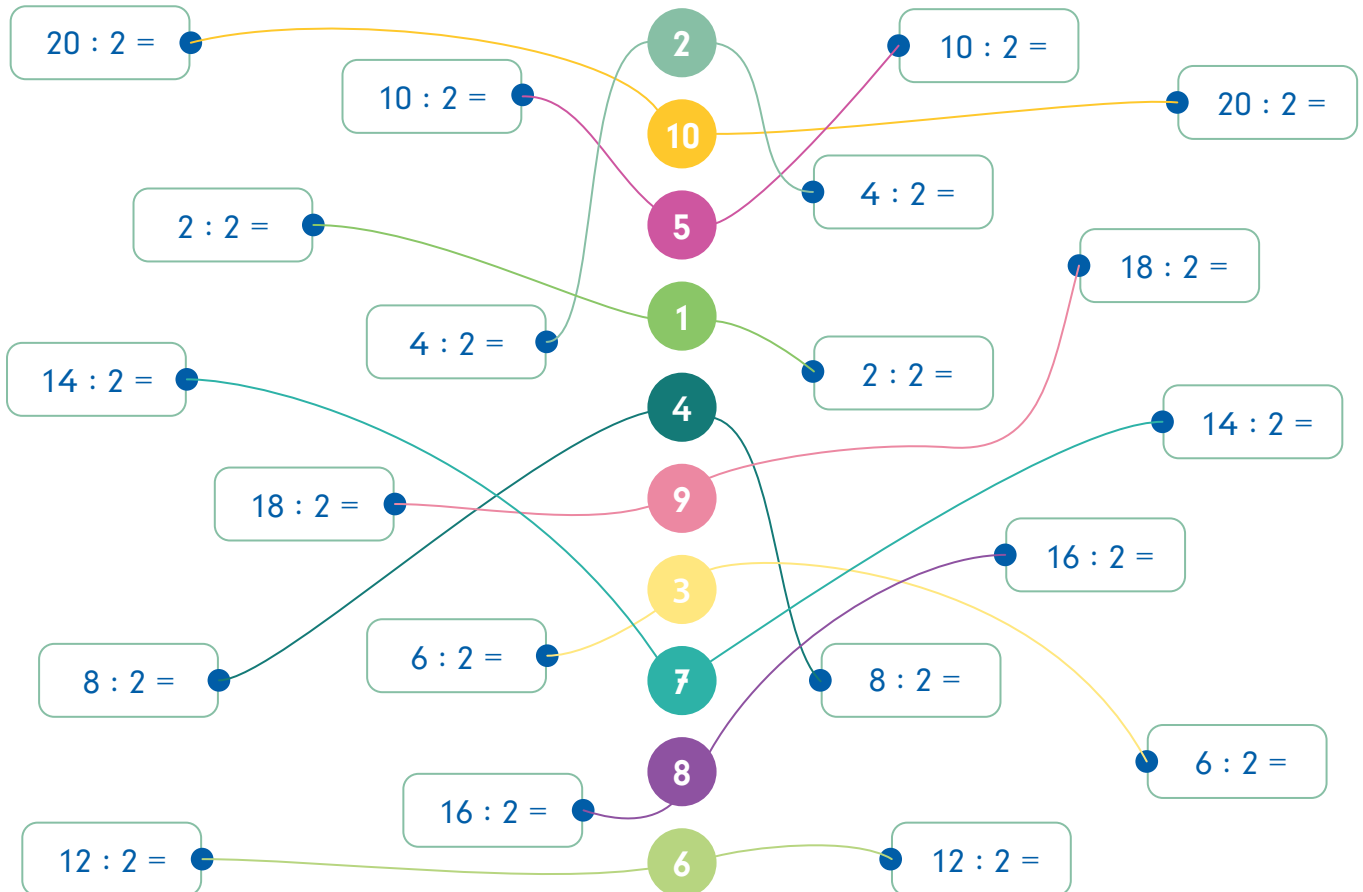 20 : 2 =
2
10 : 2 =
10 : 2 =
20 : 2 =
10
4 : 2 =
2 : 2 =
5
18 : 2 =
1
4 : 2 =
2 : 2 =
14 : 2 =
4
14 : 2 =
18 : 2 =
9
16 : 2 =
3
6 : 2 =
8 : 2 =
7
8 : 2 =
6 : 2 =
8
16 : 2 =
12 : 2 =
6
12 : 2 =